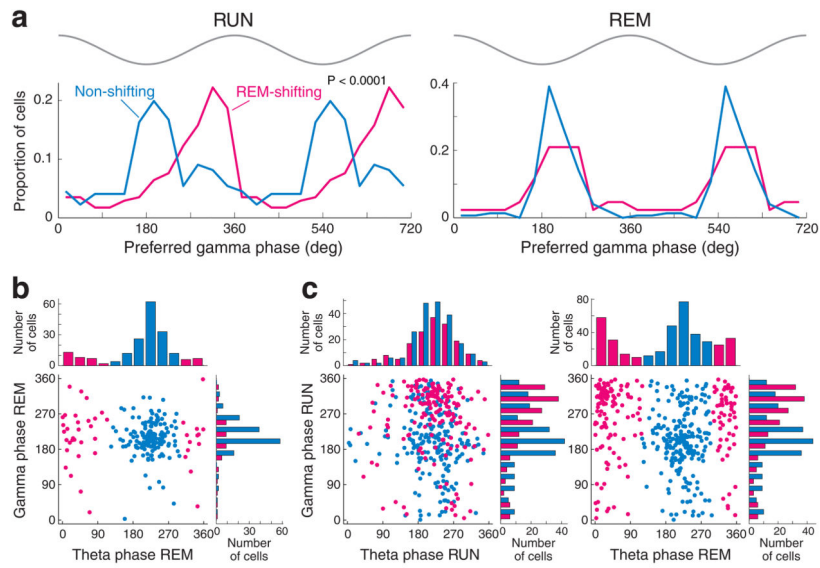 a
RUN
REM
Non-shifting
REM-shifting
P < 0.0001
Proportion of cells
0.2
0.1
0
180
360
540
720
Preferred gamma phase (deg)
0.4
0.2
0
0
180
360
540
720
Preferred gamma phase (deg)
b
Number
of cells
60
30
0
Gamma phase REM
360
270
180
90
0
0
90
180
270
360
Theta phase REM
0
20
40
60
Number
of cells
c
Number
of cells
50
25
0
Gamma phase RUN
360
270
180
90
0
0
90
180
270
360
Theta phase RUN
0
20
40
Number
of cells
Number
of cells
80
40
0
360
270
180
90
0
0
90
180
270
360
Theta phase REM
0
20
40
Number
of cells